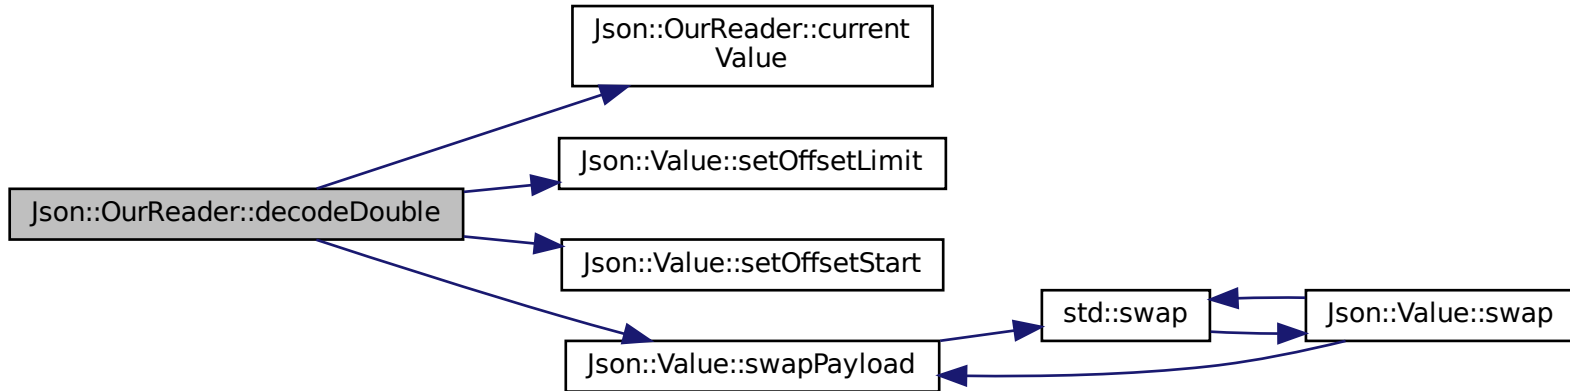 Json::OurReader::current
Value
Json::Value::setOffsetLimit
Json::OurReader::decodeDouble
Json::Value::setOffsetStart
std::swap
Json::Value::swap
Json::Value::swapPayload